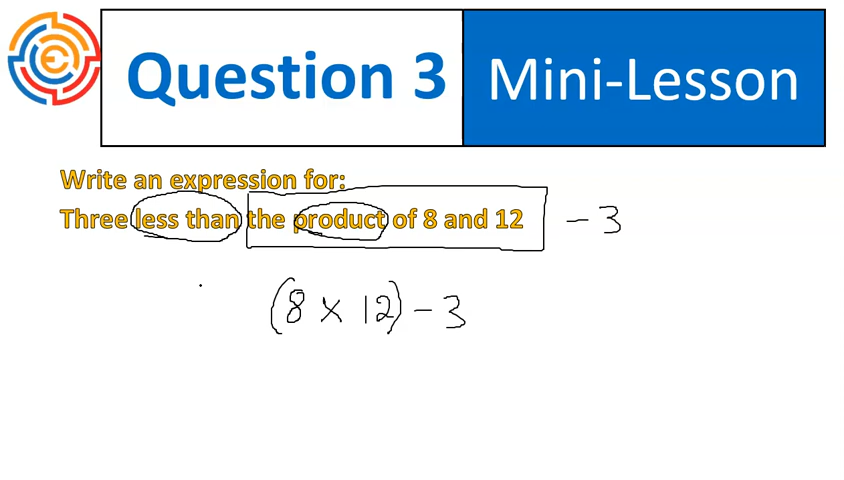 Question 3 Mini-Lesson
Write an expression for:
Three less than the product of 8 and 12 - 3
(8 × 12) - 3